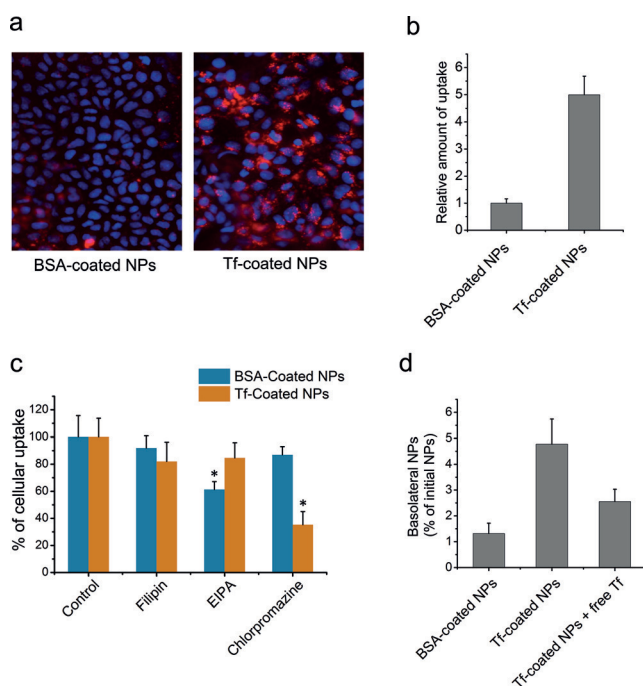 a
BSA-coated NPs
Tf-coated NPs
b
Relative amount of uptake
6
5
4
3
2
1
0
BSA-coated NPs
Tf-coated NPs
c
BSA-Coated NPs
Tf-Coated NPs
% of cellular uptake
120
100
80
60
40
20
0
*
*
Control
Filipin
EIPA
Chlorpromazine
d
Basolateral NPs
(% of initial NPs)
6
5
4
3
2
1
0
BSA-coated NPs
Tf-coated NPs
Tf-coated NPs + free Tf